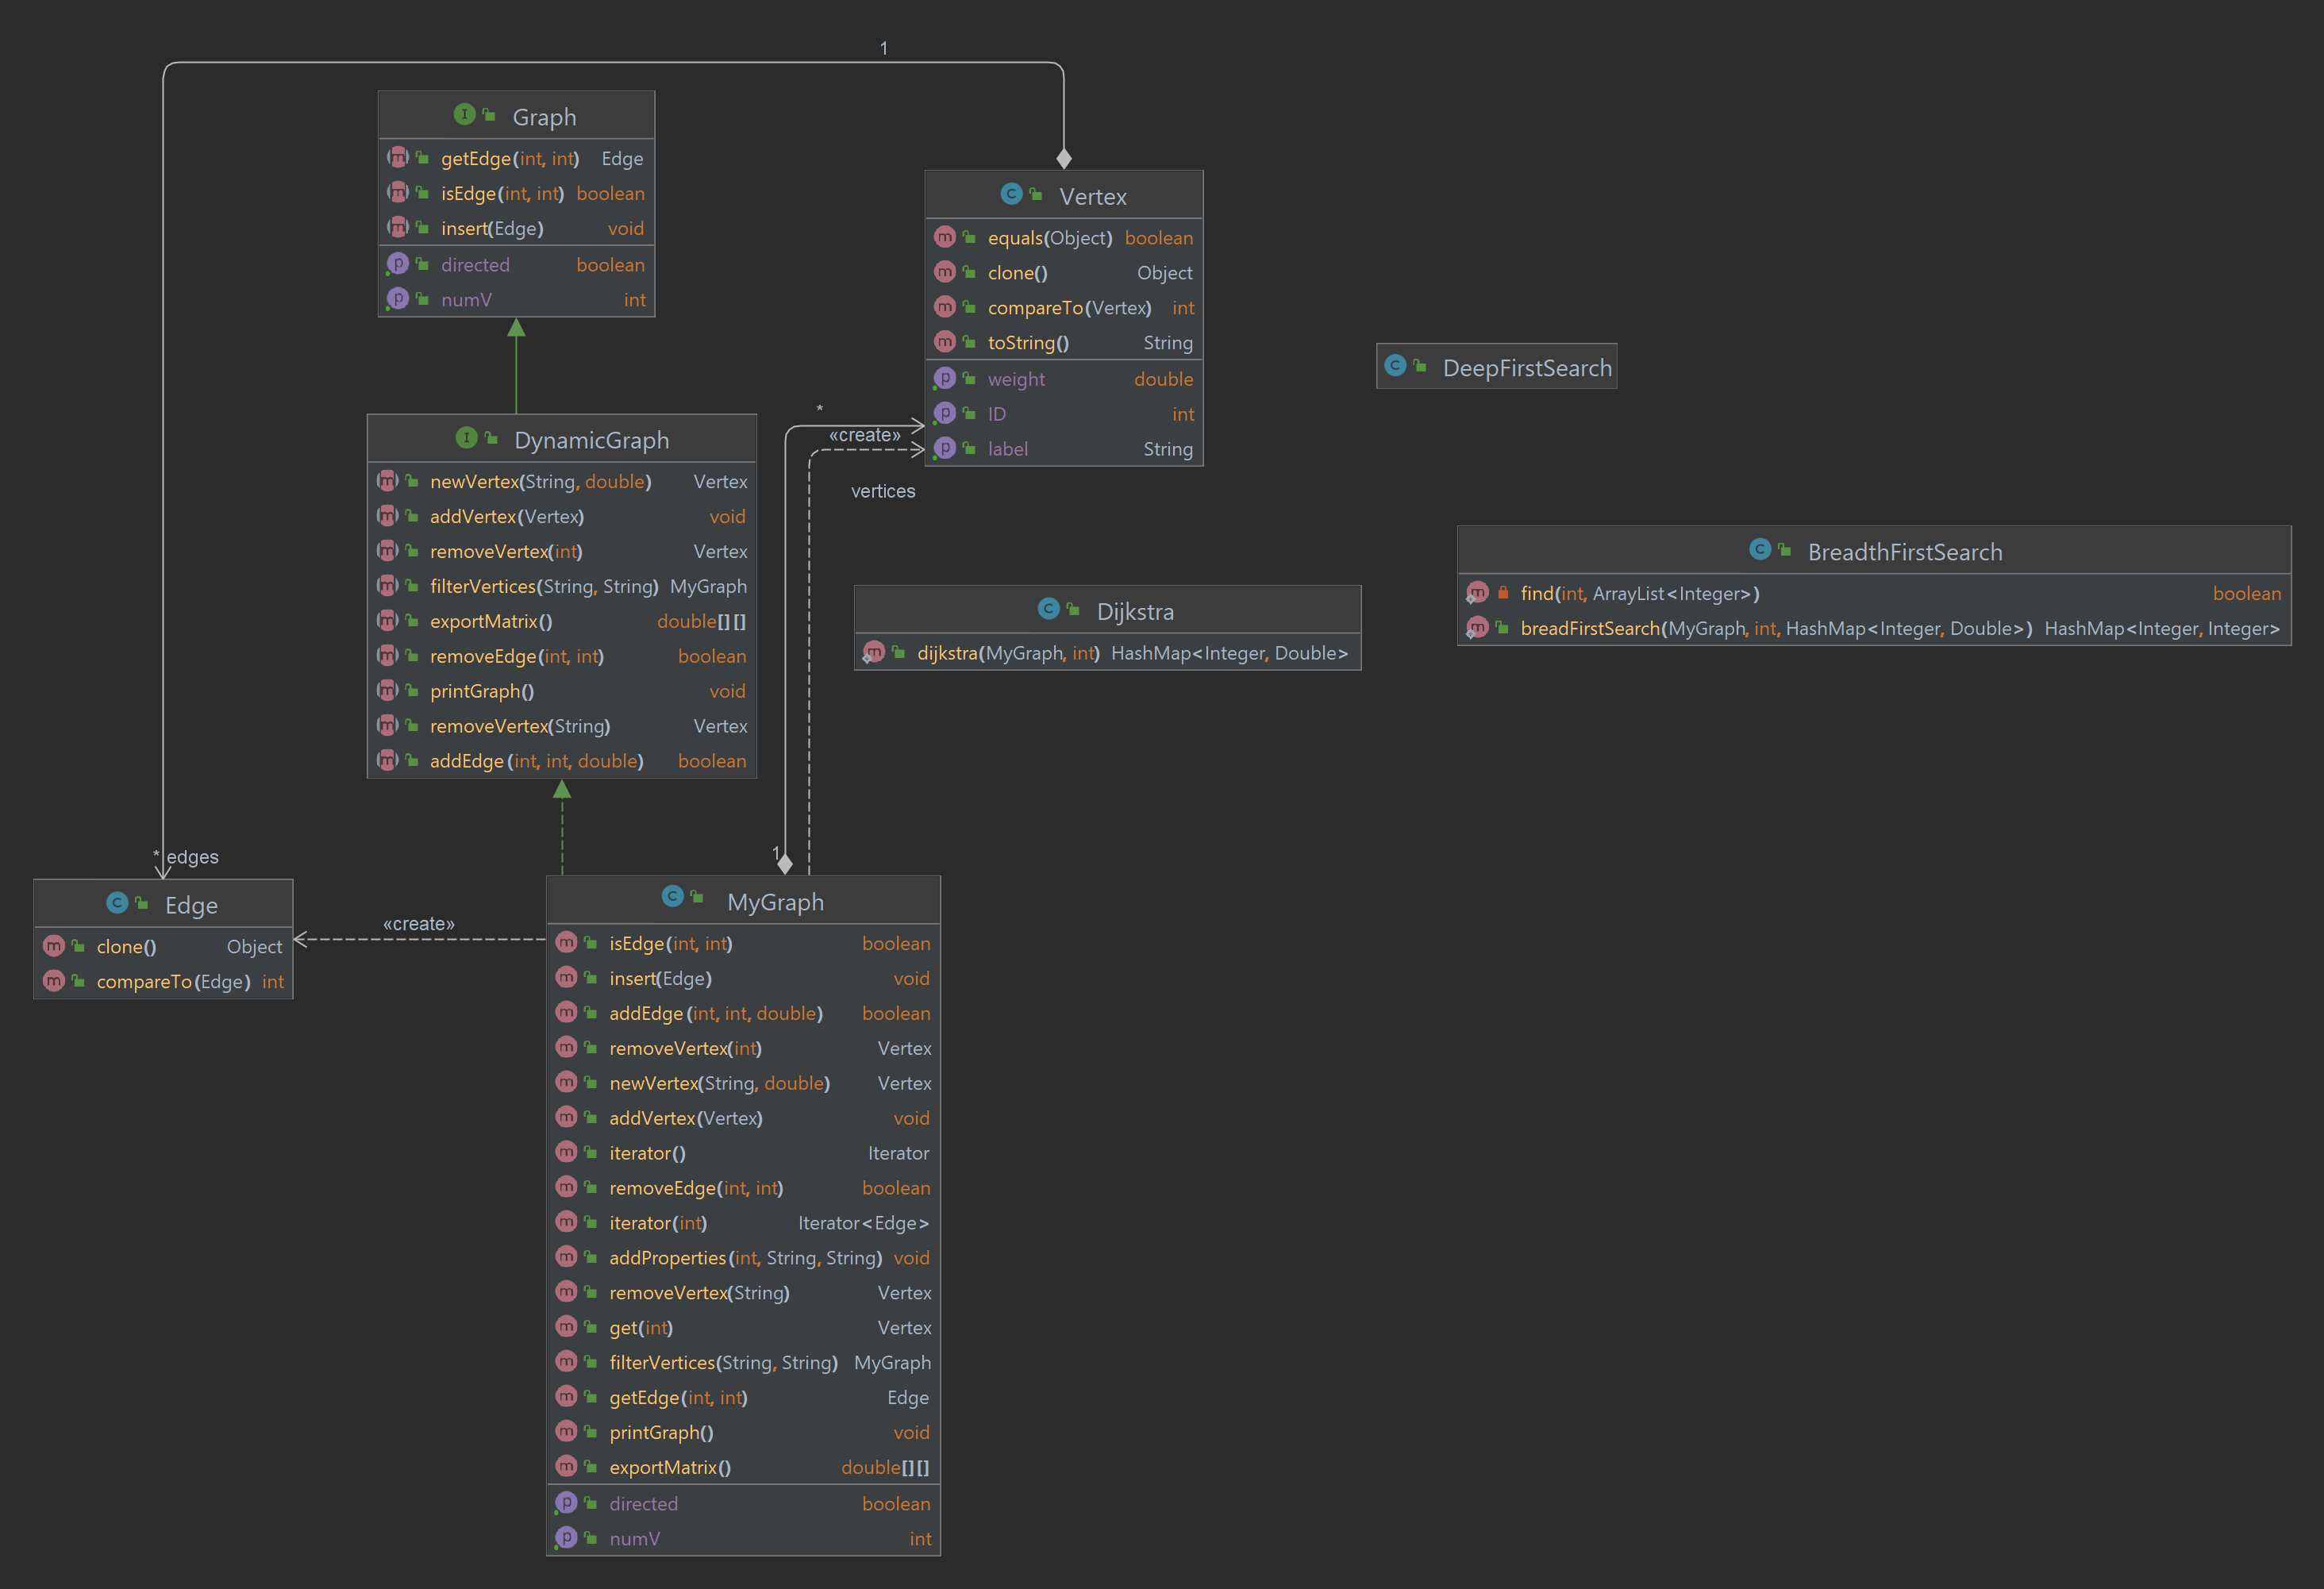 1
Graph
getEdge(int, int) Edge
isEdge(int, int) boolean
insert(Edge) void
directed boolean
numV int
Vertex
equals(Object) boolean
clone() Object
compareTo(Vertex) int
toString() String
weight double
ID int
label String
DeepFirstSearch
*
«create»
vertices
DynamicGraph
newVertex(String, double) Vertex
addVertex(Vertex) void
removeVertex(int) Vertex
filterVertices(String, String) MyGraph
exportMatrix() double[][]
removeEdge(int, int) boolean
printGraph() void
removeVertex(String) Vertex
addEdge(int, int, double) boolean
BreadthFirstSearch
find(int, ArrayList<Integer>) boolean
breadFirstSearch(MyGraph, int, HashMap<Integer, Double>) HashMap<Integer, Integer>
Dijkstra
dijkstra(MyGraph, int) HashMap<Integer, Double>
* edges
1
Edge
clone() Object
compareTo(Edge) int
«create»
MyGraph
isEdge(int, int) boolean
insert(Edge) void
addEdge(int, int, double) boolean
removeVertex(int) Vertex
newVertex(String, double) Vertex
addVertex(Vertex) void
iterator() Iterator
removeEdge(int, int) boolean
iterator(int) Iterator<Edge>
addProperties(int, String, String) void
removeVertex(String) Vertex
get(int) Vertex
filterVertices(String, String) MyGraph
getEdge(int, int) Edge
printGraph() void
exportMatrix() double[][]
directed boolean
numV int